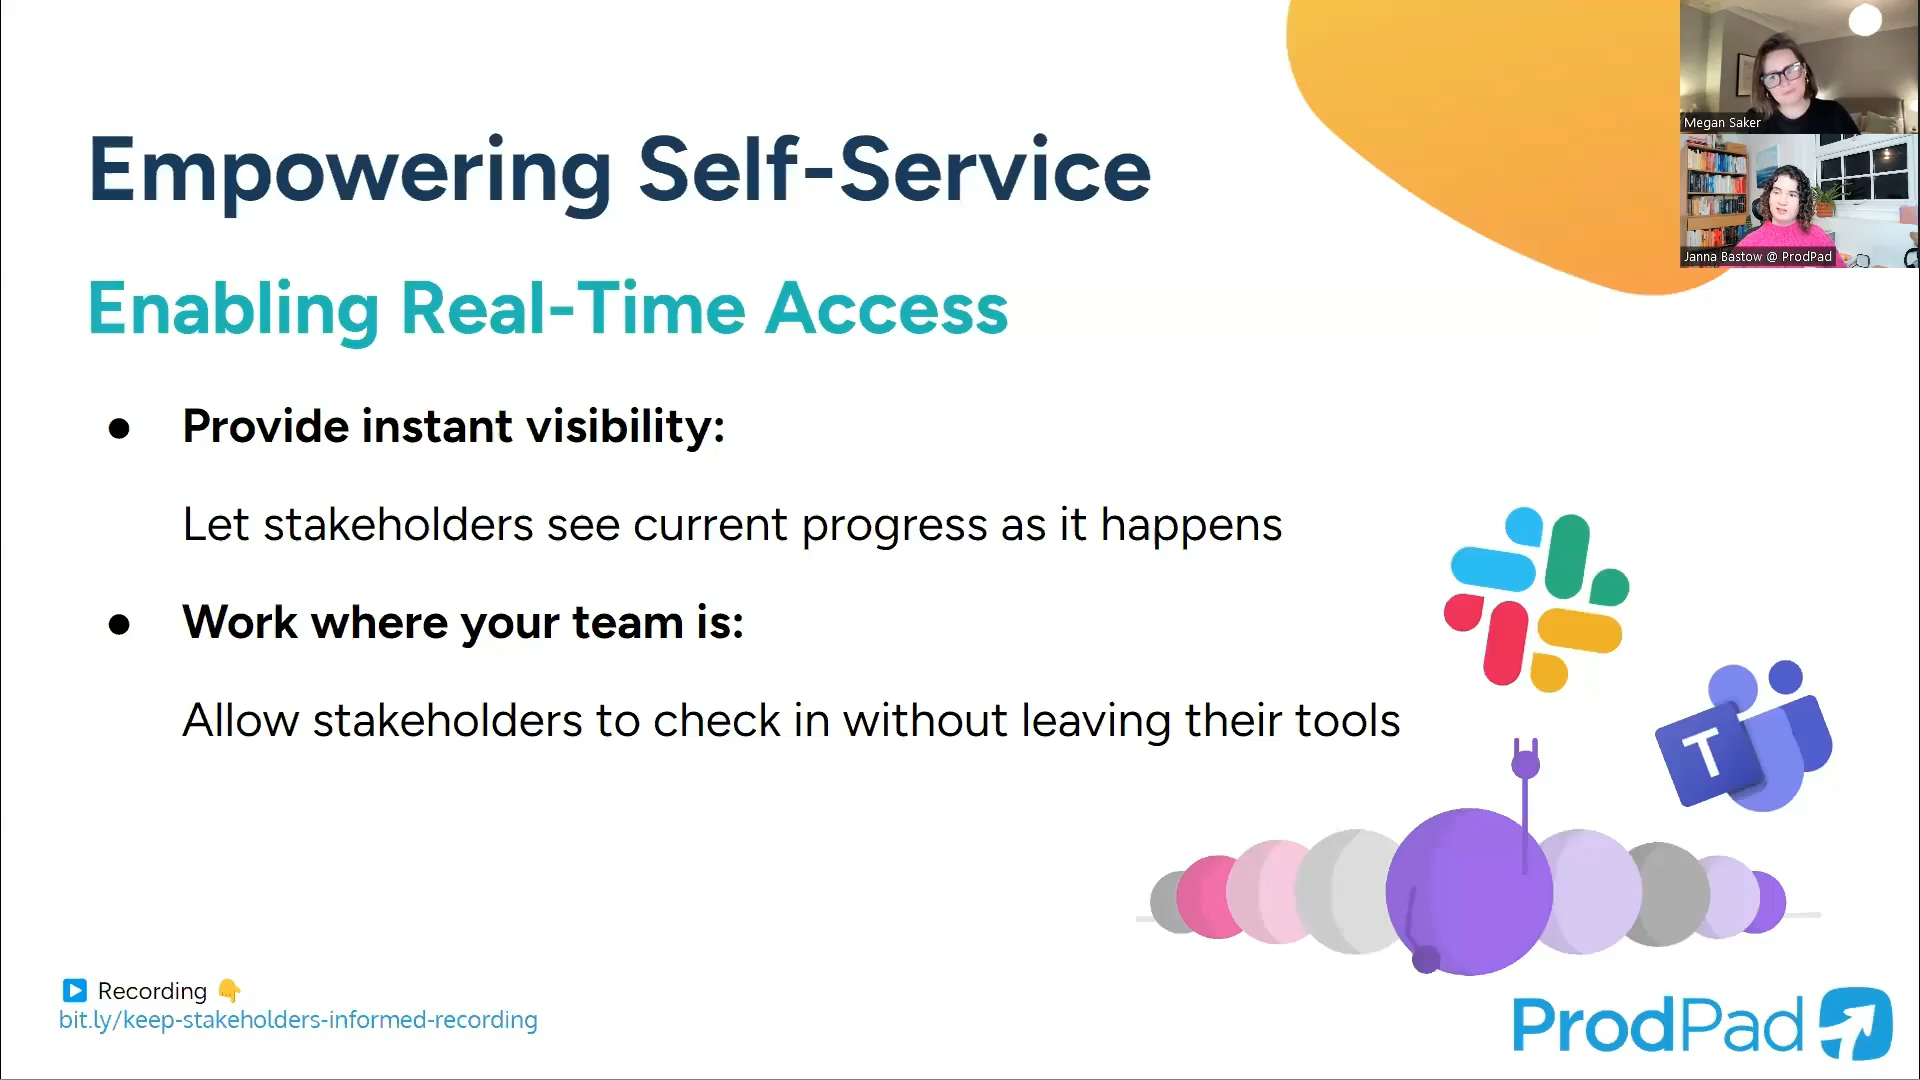 Empowering Self-Service
Enabling Real-Time Access
● Provide instant visibility:
Let stakeholders see current progress as it happens
● Work where your team is:
Allow stakeholders to check in without leaving their tools
Recording
bit.ly/keep-stakeholders-informed-recording
Megan Saker
Janna Bastow @ ProdPad
T
ProdPad